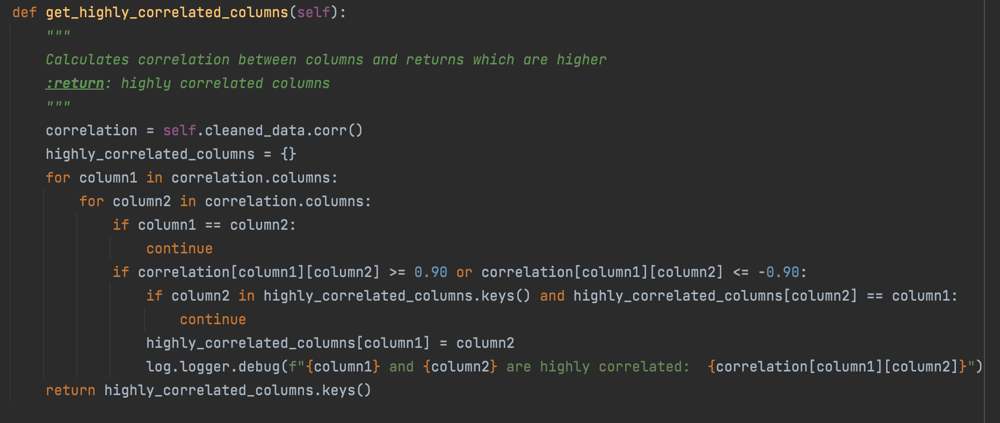 def get_highly_correlated_columns(self):
    """
    Calculates correlation between columns and returns which are higher
    :return: highly correlated columns
    """
    correlation = self.cleaned_data.corr()
    highly_correlated_columns = {}
    for column1 in correlation.columns:
        for column2 in correlation.columns:
            if column1 == column2:
                continue
            if correlation[column1][column2] >= 0.90 or correlation[column1][column2] <= -0.90:
                if column2 in highly_correlated_columns.keys() and highly_correlated_columns[column2] == column1:
                    continue
                highly_correlated_columns[column1] = column2
                log.logger.debug(f"{column1} and {column2} are highly correlated:  {correlation[column1][column2]}")
    return highly_correlated_columns.keys()